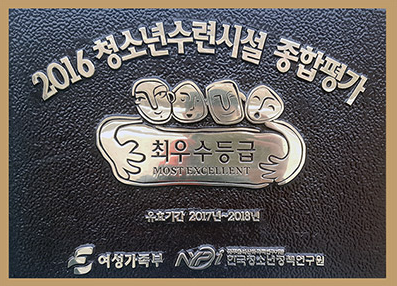 2016 청소년수련시설 종합평가
최우수등급
MOST EXCELLENT
유효기간 2017년~2018년
여성가족부
NYPi
한국청소년정책연구원